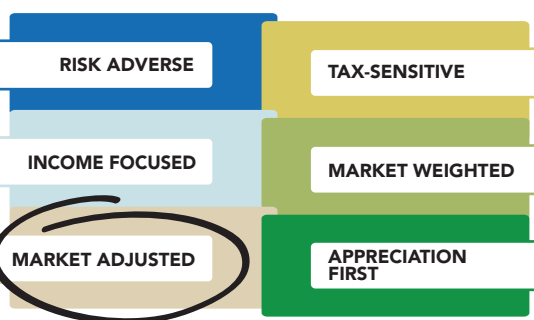 RISK ADVERSE
TAX-SENSITIVE
INCOME FOCUSED
MARKET WEIGHTED
MARKET ADJUSTED
APPRECIATION
FIRST